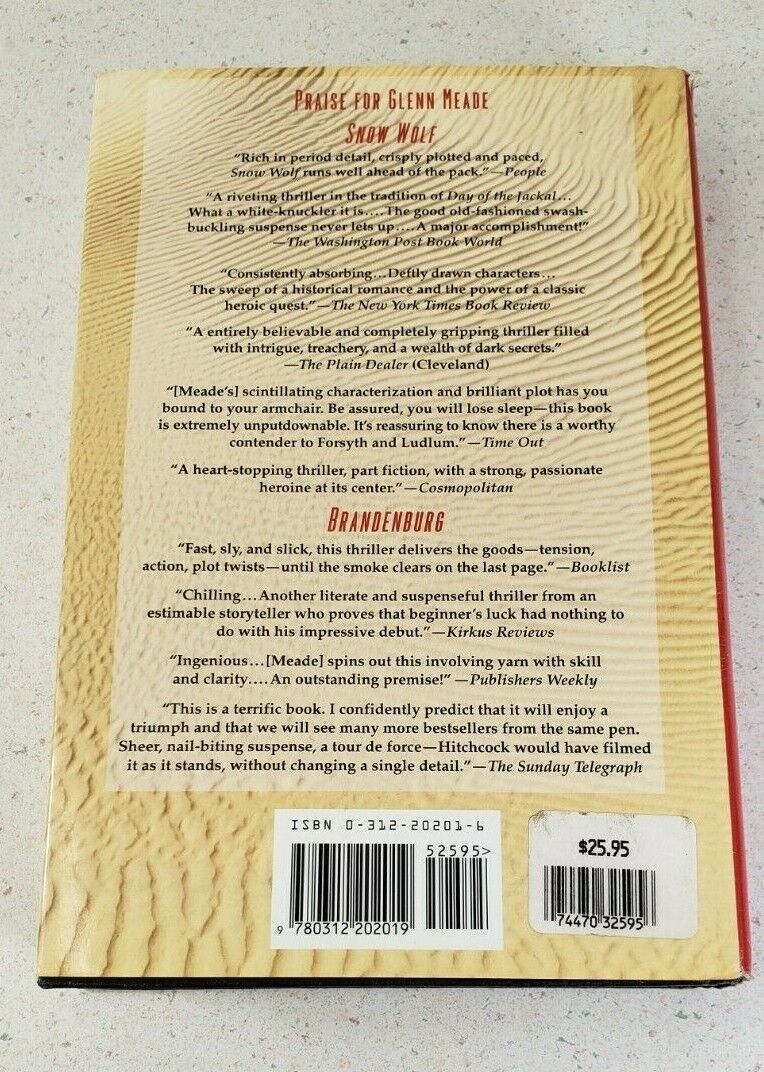 PRAISE FOR GLENN MEADE
SNOW WOLF
“Rich in period detail, crisply plotted and paced,
Snow Wolf runs well ahead of the pack.”—People
“A riveting thriller in the tradition of Day of the Jackal...
What a white-knuckler it is....The good old-fashioned swash-
buckling suspense never lets up....A major accomplishment!”
—The Washington Post Book World
“Consistently absorbing...Deftly drawn characters...
The sweep of a historical romance and the power of a classic
heroic quest.”—The New York Times Book Review
“A entirely believable and completely gripping thriller filled
with intrigue, treachery, and a wealth of dark secrets.”
—The Plain Dealer (Cleveland)
“[Meade's] scintillating characterization and brilliant plot has you
bound to your armchair. Be assured, you will lose sleep—this book
is extremely unputdownable. It's reassuring to know there is a worthy
contender to Forsyth and Ludlum.”—Time Out
“A heart-stopping thriller, part fiction, with a strong, passionate
heroine at its center.”—Cosmopolitan
BRANDENBURG
“Fast, sly, and slick, this thriller delivers the goods—tension,
action, plot twists—until the smoke clears on the last page.”—Booklist
“Chilling...Another literate and suspenseful thriller from an
estimable storyteller who proves that beginner's luck had nothing to
do with his impressive debut.”—Kirkus Reviews
“Ingenious...[Meade] spins out this involving yarn with skill
and clarity....An outstanding premise!” —Publishers Weekly
“This is a terrific book. I confidently predict that it will enjoy a
triumph and that we will see many more bestsellers from the same pen.
Sheer, nail-biting suspense, a tour de force—Hitchcock would have filmed
it as it stands, without changing a single detail.”—The Sunday Telegraph
ISBN 0-312-20201-6
52595>
9 780312 202019
$25.95
74470 32595